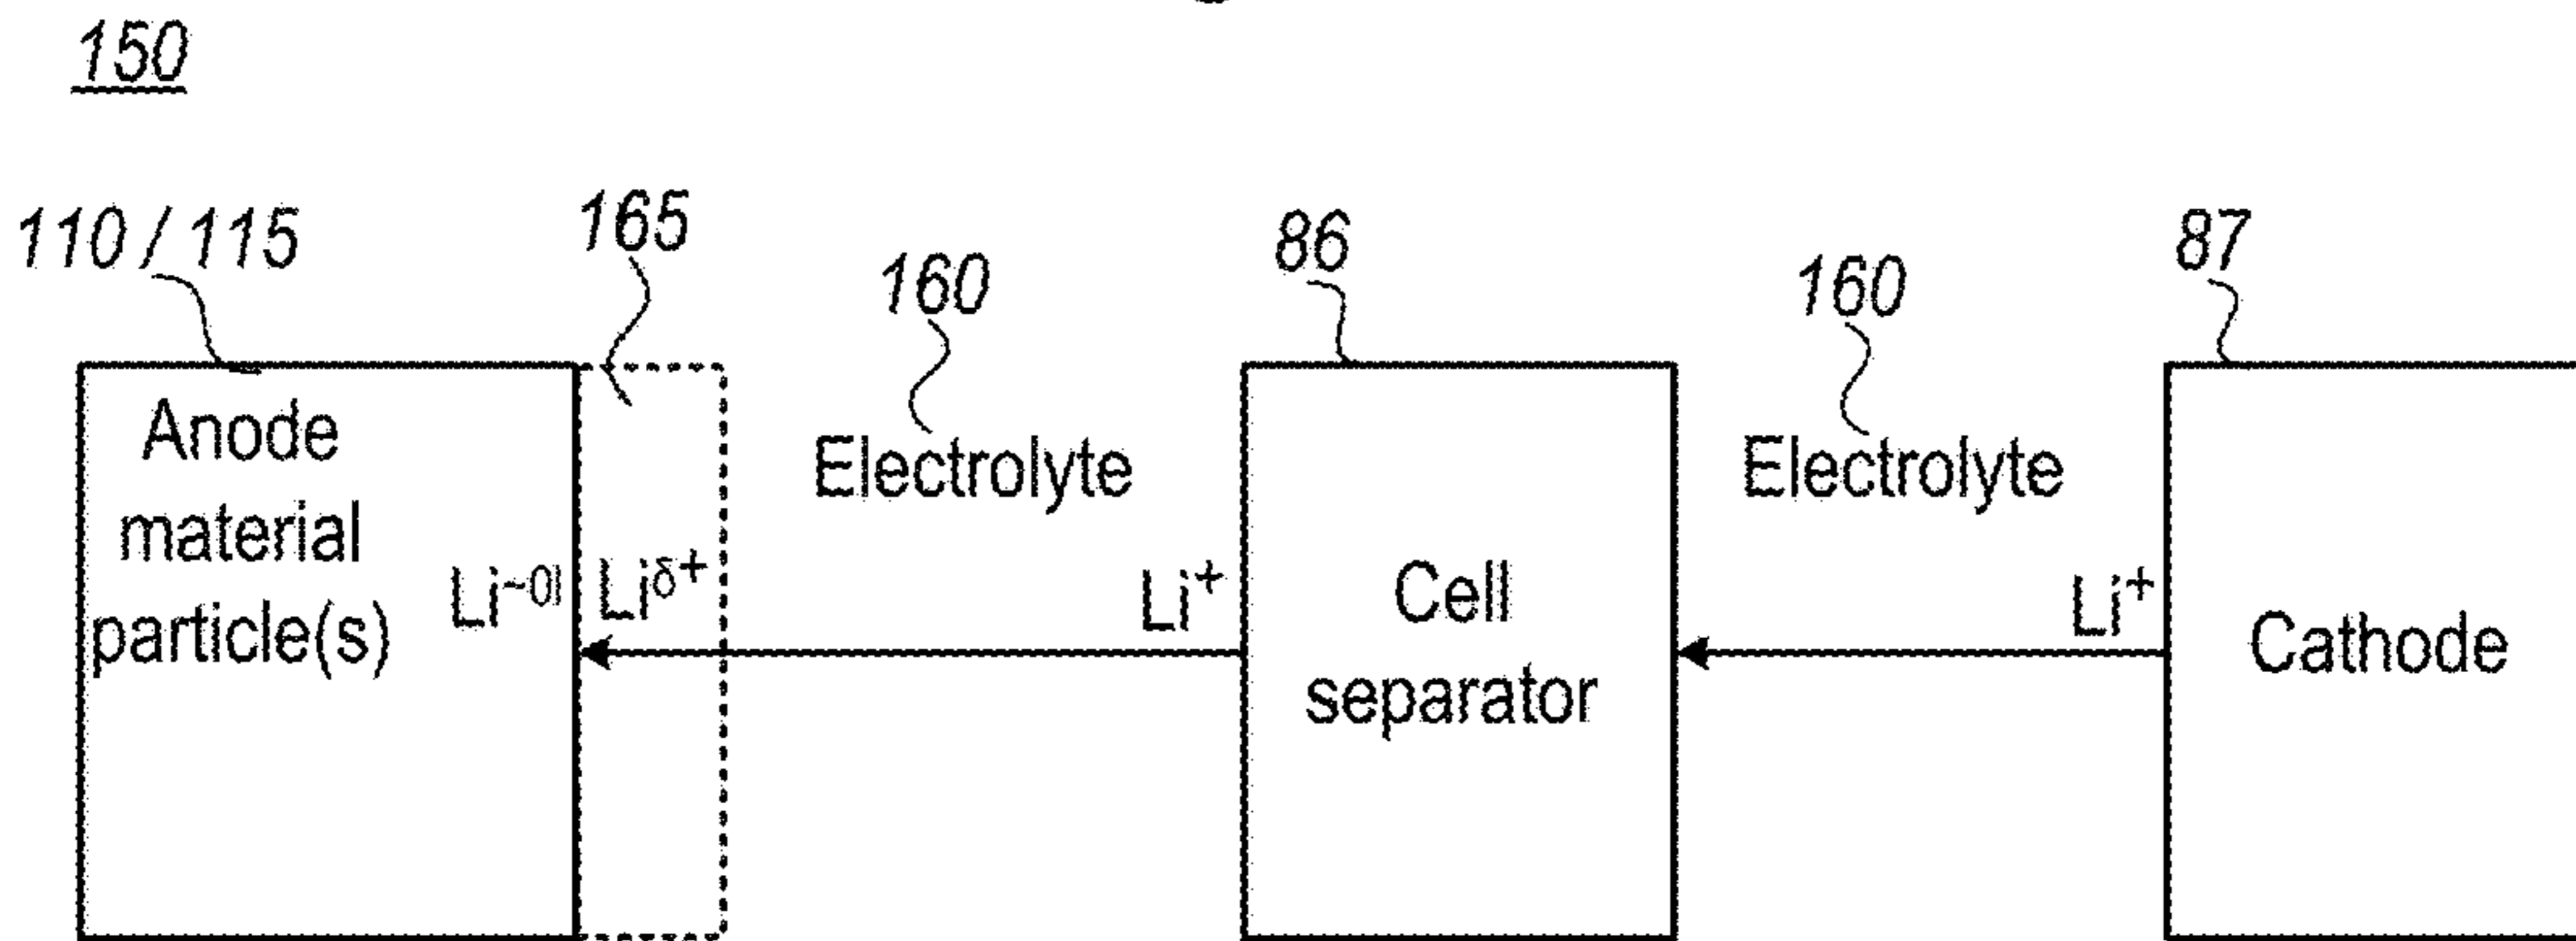 150
110 / 115
165
160
86
160
87
Anode
material
particle(s)
Li~01
Liδ+
Electrolyte
Li+
Cell
separator
Electrolyte
Li+
Cathode